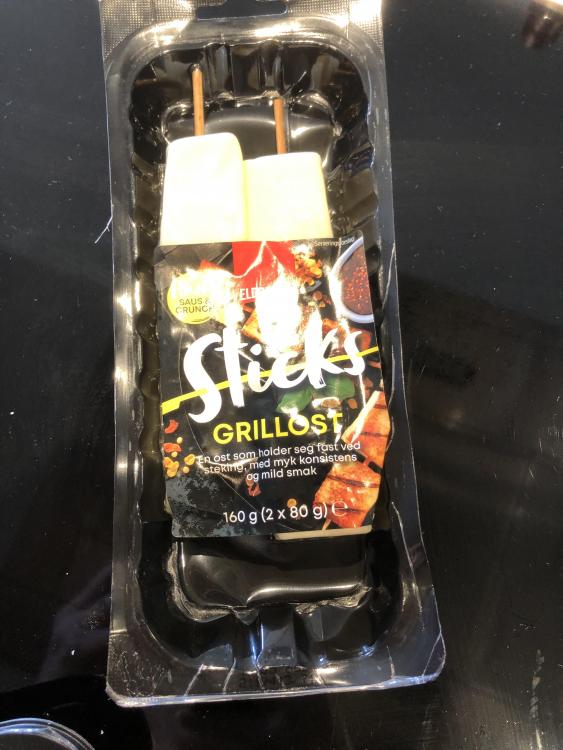 Serieringsforslag
SAUS &
CRUNCH
Sticks
GRILLOST
En ost som holder seg fast ved
steking, med myk konsistens
og mild smak
160 g (2 x 80 g) ℮